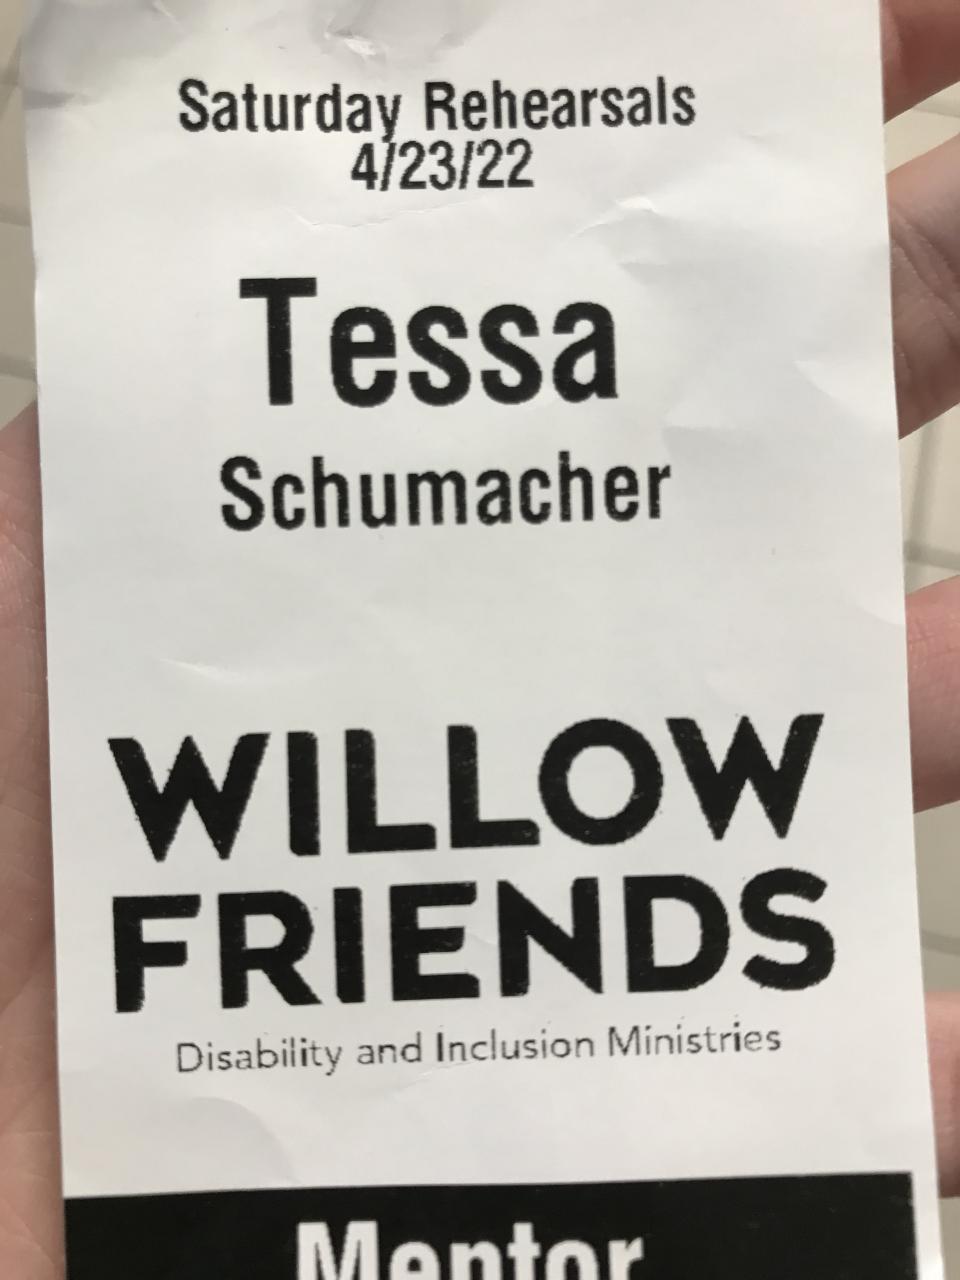 Saturday Rehearsals
4/23/22
Tessa
Schumacher
WILLOW
FRIENDS
Disability and Inclusion Ministries
Mentor